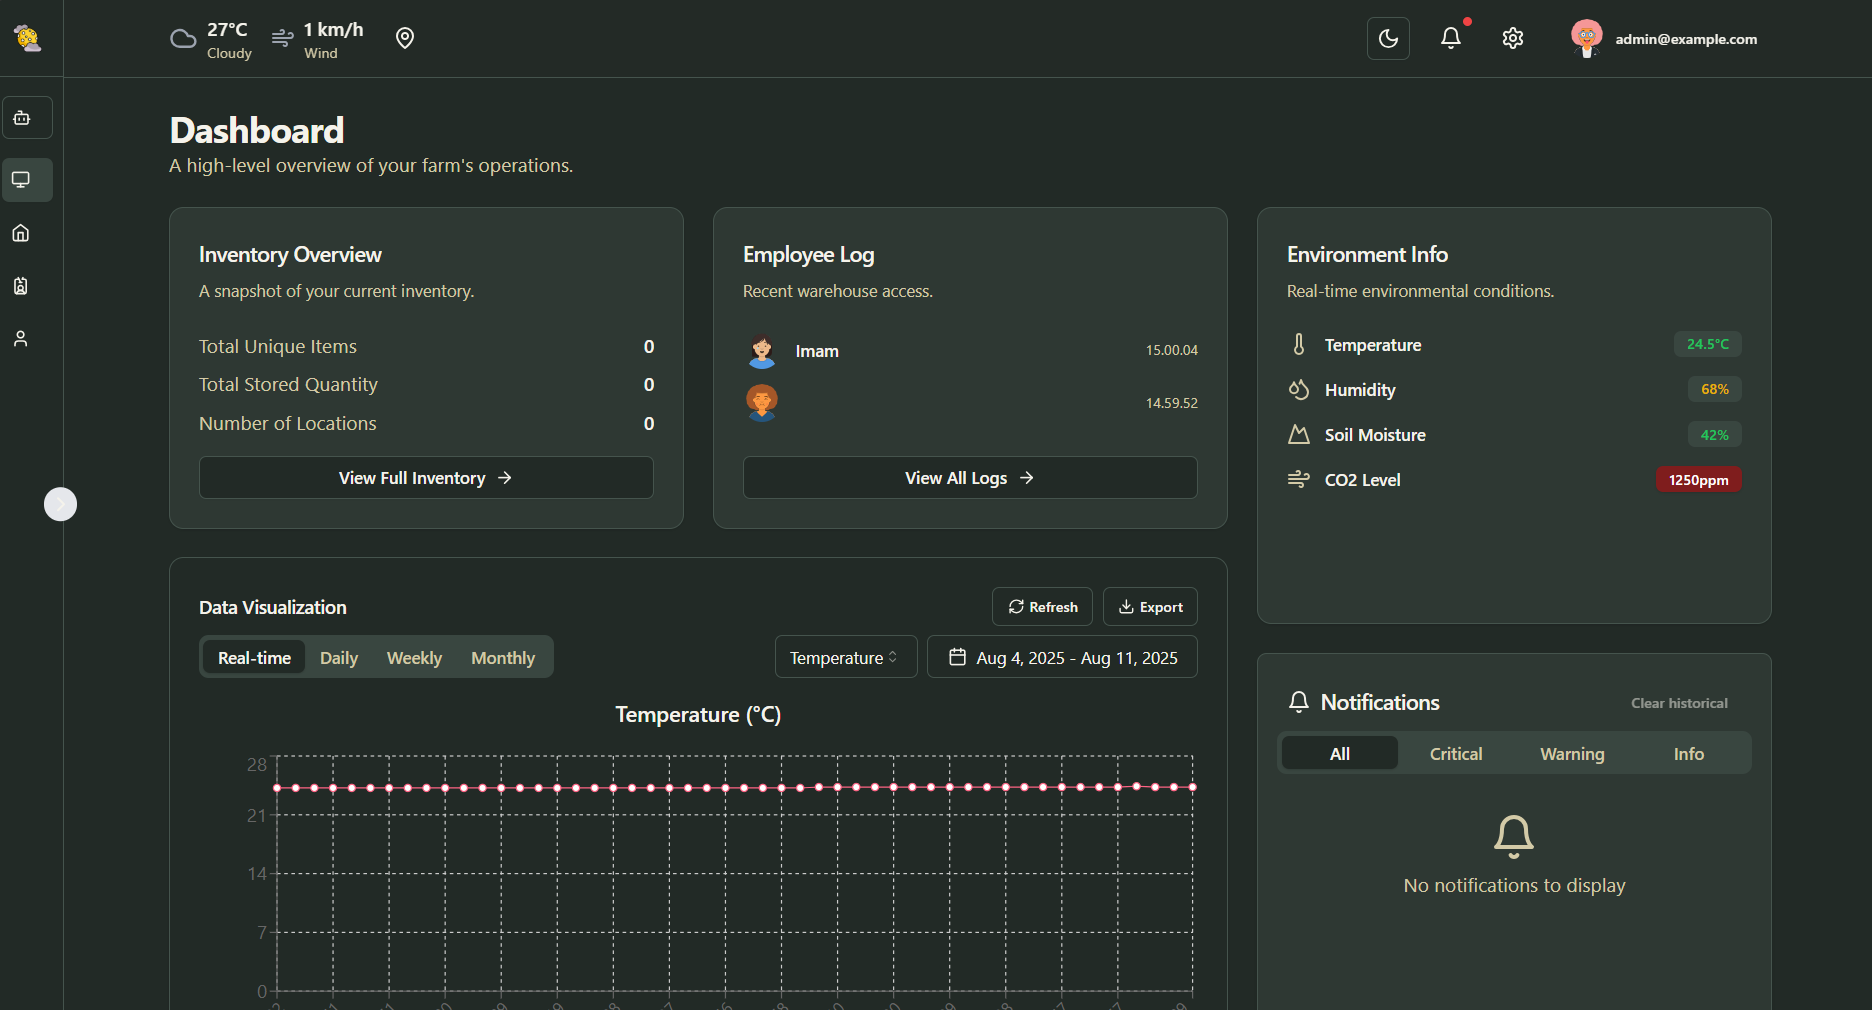 27°C
Cloudy
1 km/h
Wind
admin@example.com
Dashboard
A high-level overview of your farm's operations.
Inventory Overview
A snapshot of your current inventory.
Total Unique Items 0
Total Stored Quantity 0
Number of Locations 0
View Full Inventory
Employee Log
Recent warehouse access.
Imam 15.00.04
14.59.52
View All Logs
Environment Info
Real-time environmental conditions.
Temperature 24.5°C
Humidity 68%
Soil Moisture 42%
CO2 Level 1250ppm
Data Visualization
Refresh Export
Real-time Daily Weekly Monthly
Temperature Aug 4, 2025 - Aug 11, 2025
Temperature (°C)
28
21
14
7
0
Notifications Clear historical
All Critical Warning Info
No notifications to display